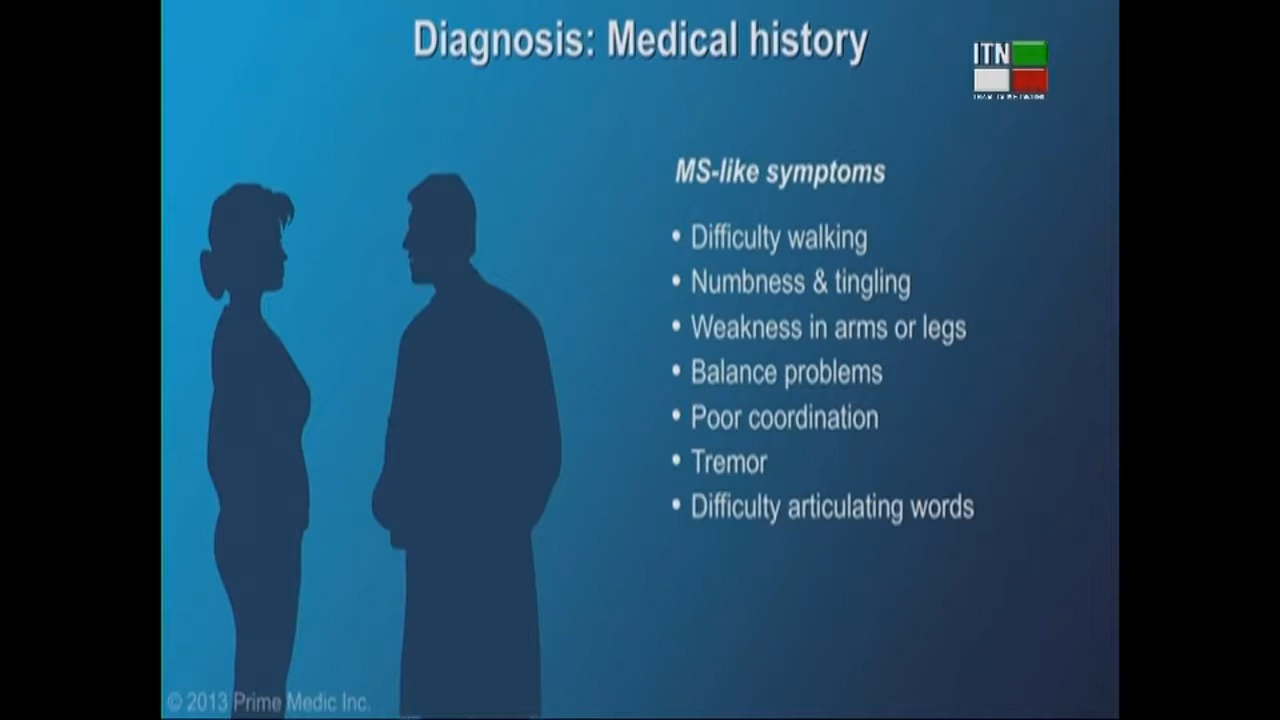 Diagnosis: Medical history
ITN
MS-like symptoms
• Difficulty walking
• Numbness & tingling
• Weakness in arms or legs
• Balance problems
• Poor coordination
• Tremor
• Difficulty articulating words
© 2013 Prime Medic Inc.